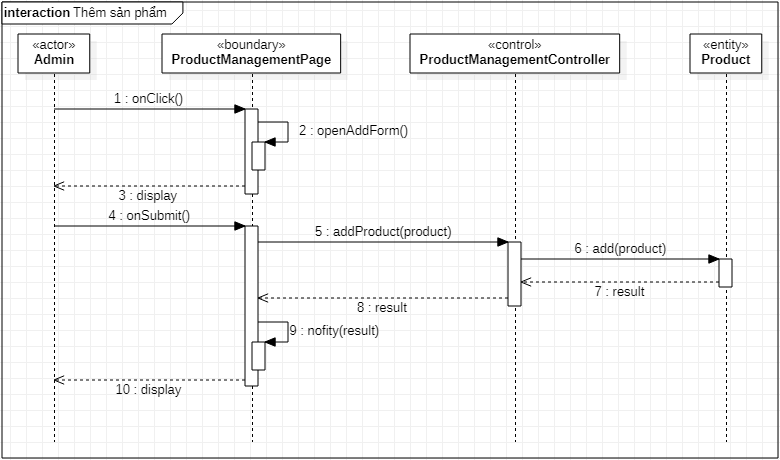 interaction Thêm sản phẩm
«actor»
Admin
«boundary»
ProductManagementPage
«control»
ProductManagementController
«entity»
Product
1 : onClick()
2 : openAddForm()
3 : display
4 : onSubmit()
5 : addProduct(product)
6 : add(product)
7 : result
8 : result
9 : nofity(result)
10 : display